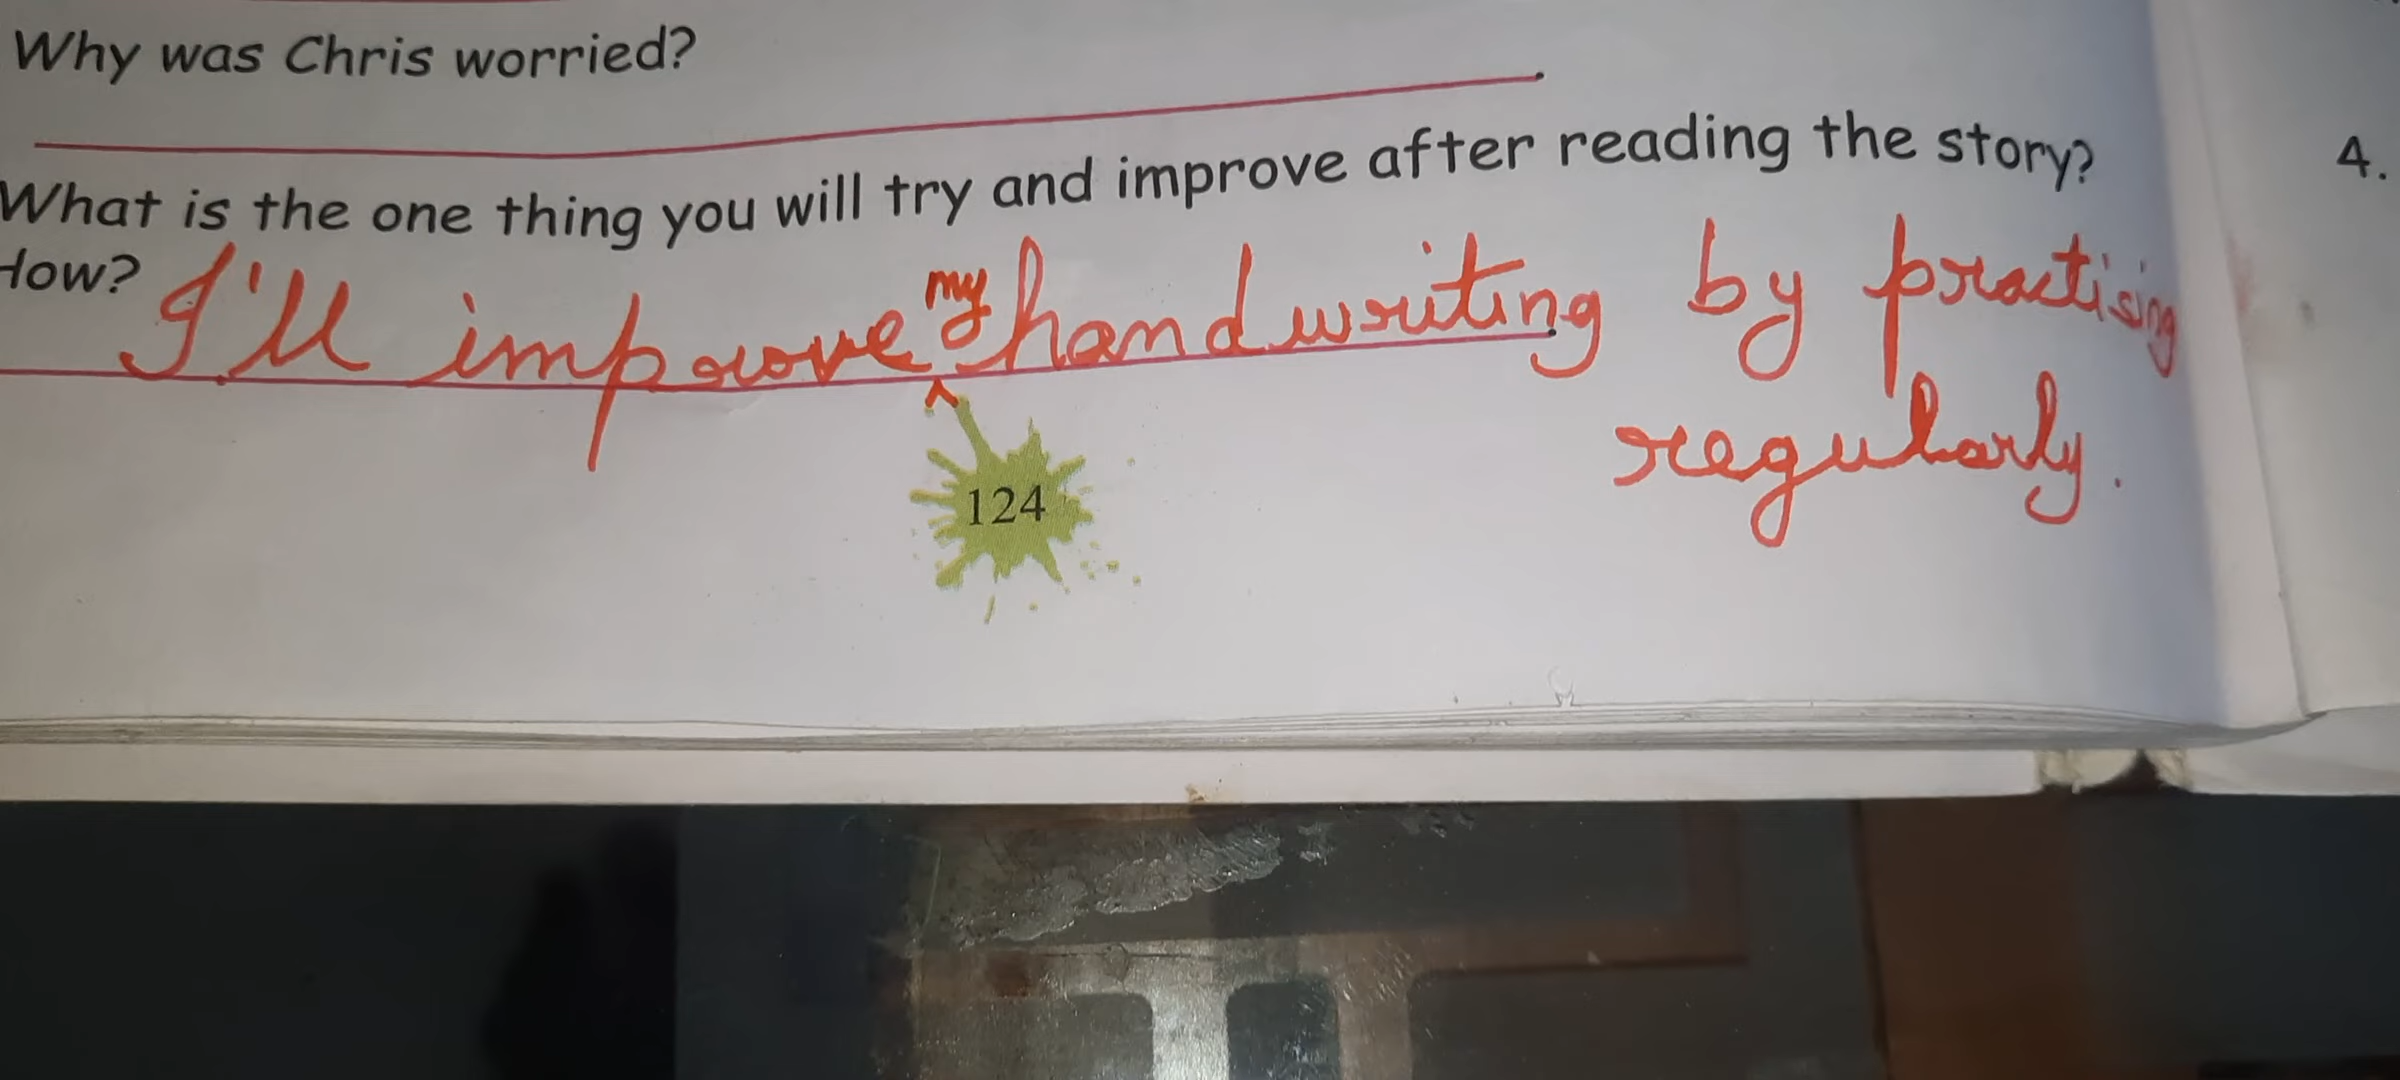 Why was Chris worried?
What is the one thing you will try and improve after reading the story?
How? I'll improve my handwriting by practising
regularly.
124
4.